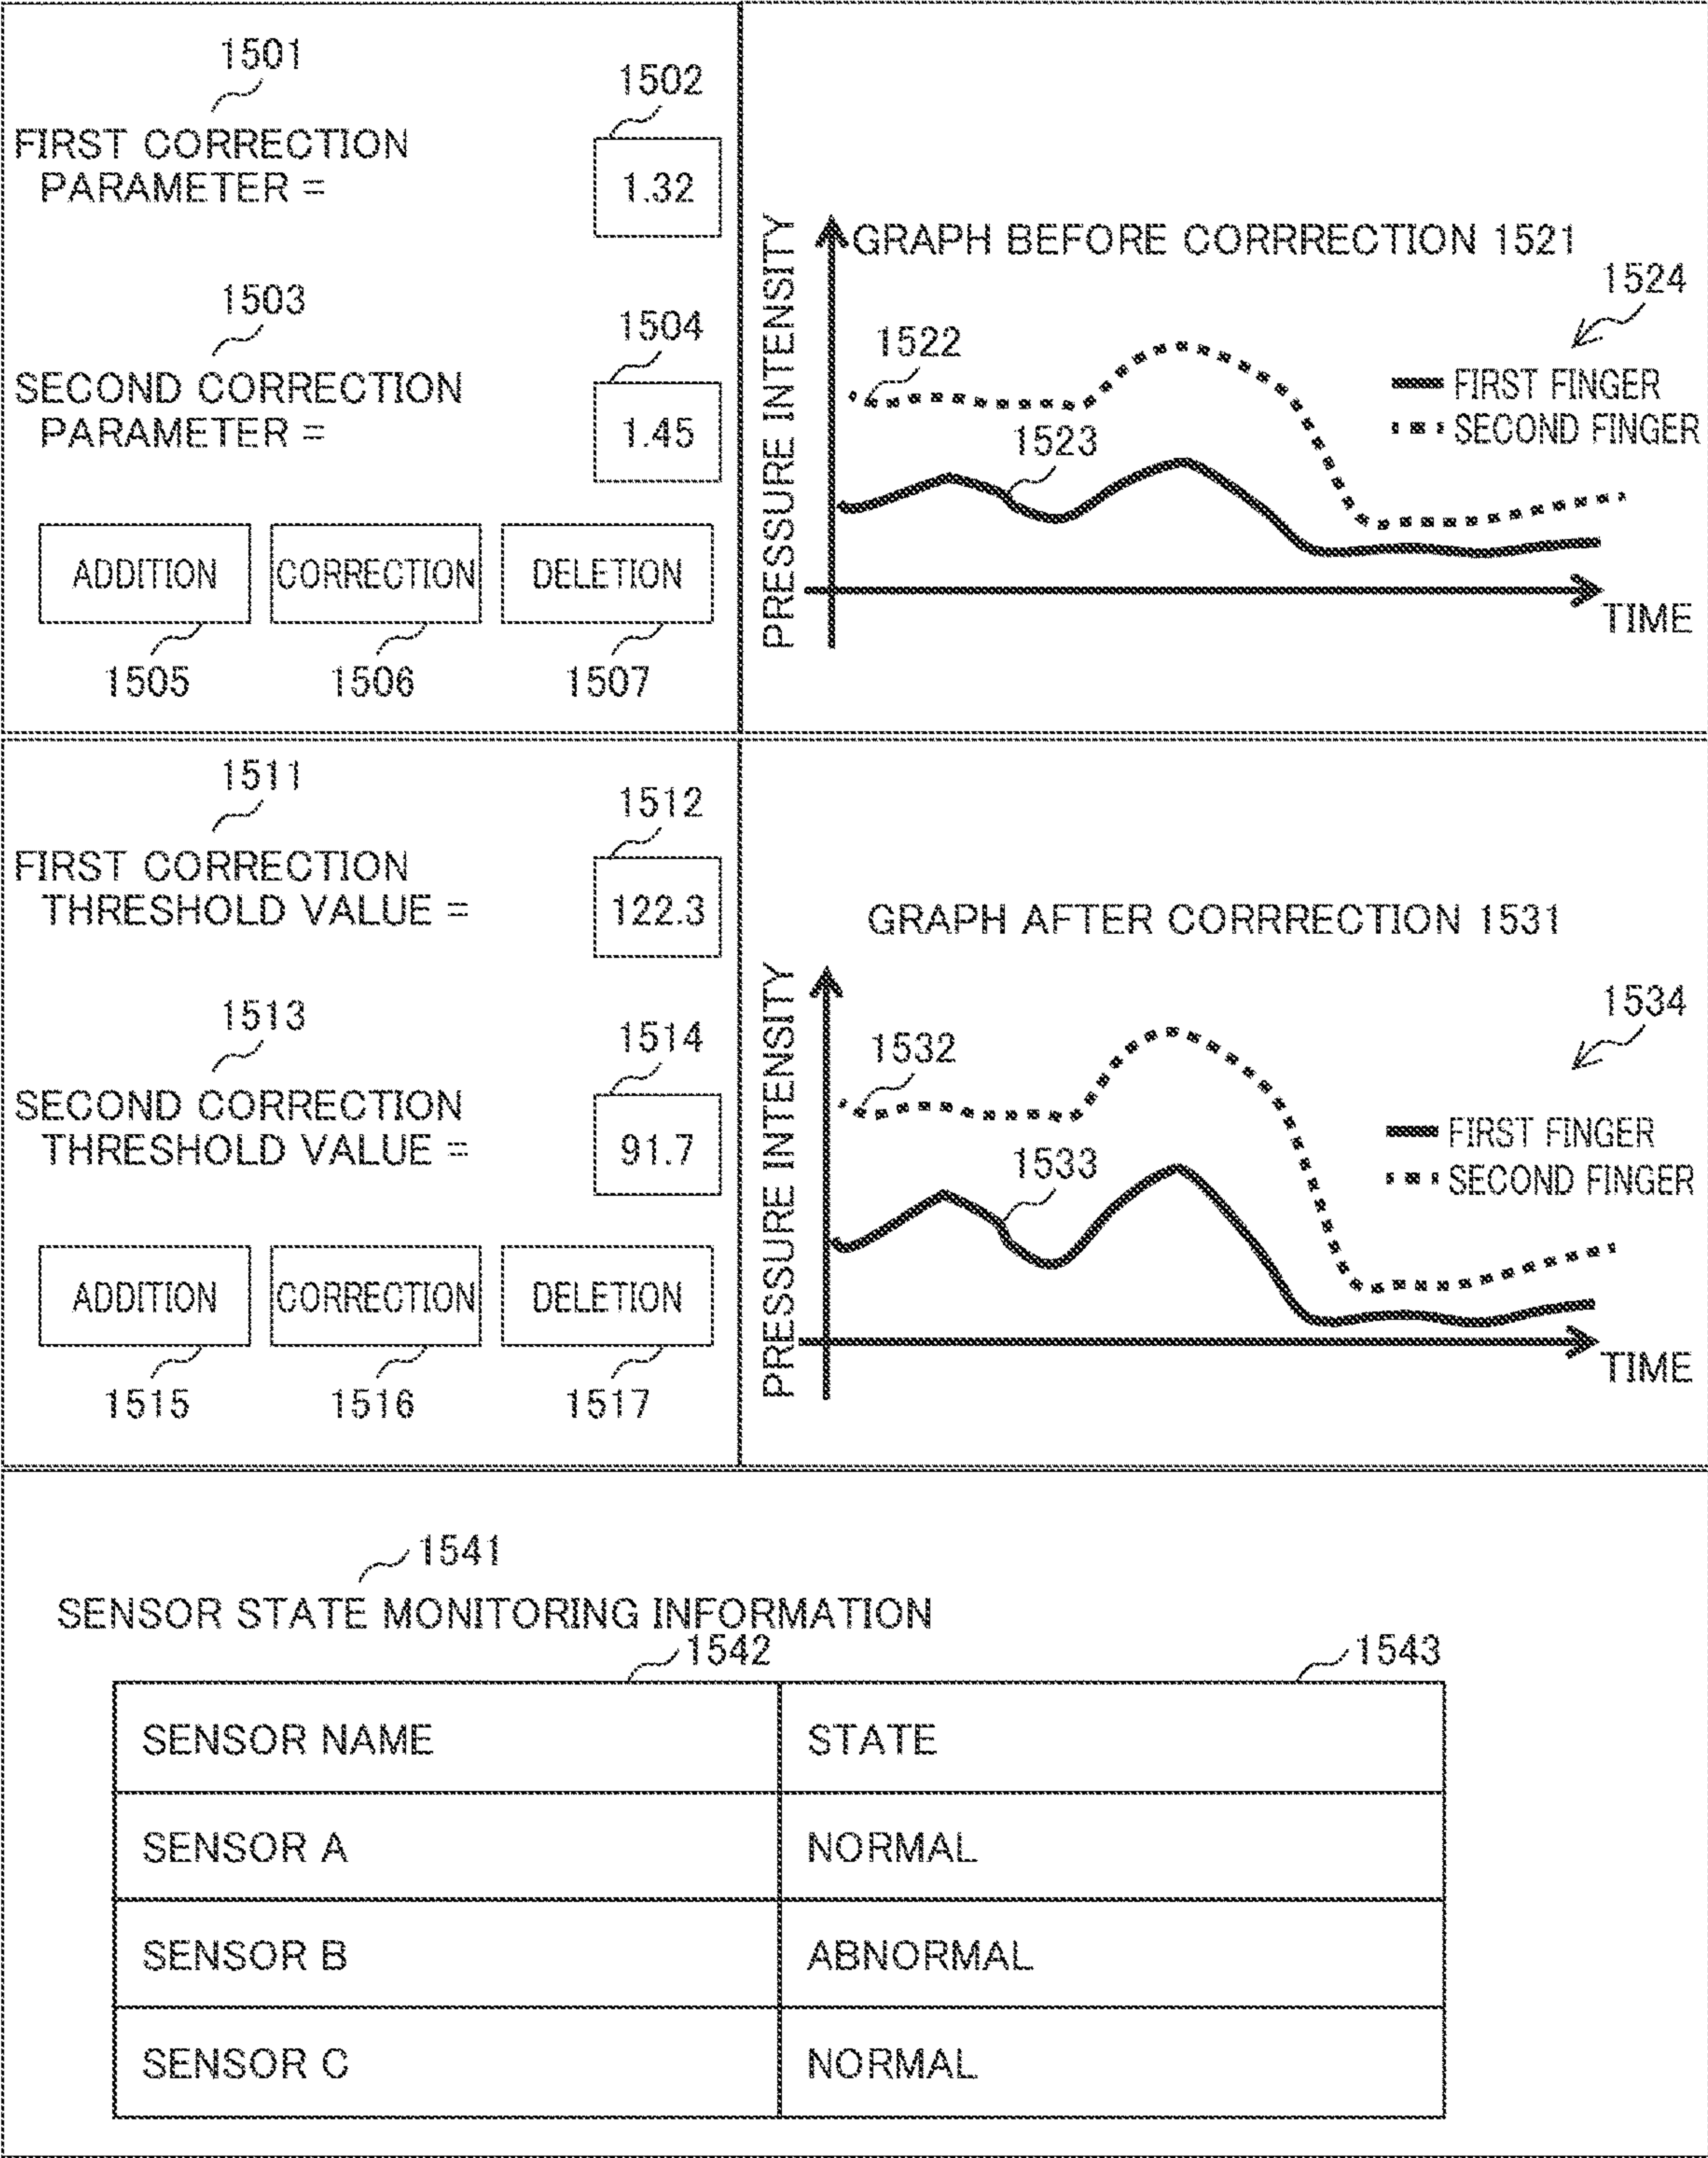 1501
1502
FIRST CORRECTION
PARAMETER =
1.32
1503
1504
SECOND CORRECTION
PARAMETER =
1.45
ADDITION
CORRECTION
DELETION
1505
1506
1507
PRESSURE INTENSITY
GRAPH BEFORE CORRRECTION 1521
1524
1522
FIRST FINGER
SECOND FINGER
1523
TIME
1511
1512
FIRST CORRECTION
THRESHOLD VALUE =
122.3
1513
1514
SECOND CORRECTION
THRESHOLD VALUE =
91.7
ADDITION
CORRECTION
DELETION
1515
1516
1517
GRAPH AFTER CORRRECTION 1531
PRESSURE INTENSITY
1534
1532
FIRST FINGER
SECOND FINGER
1533
TIME
1541
SENSOR STATE MONITORING INFORMATION
1542
1543
SENSOR NAME
STATE
SENSOR A
NORMAL
SENSOR B
ABNORMAL
SENSOR C
NORMAL